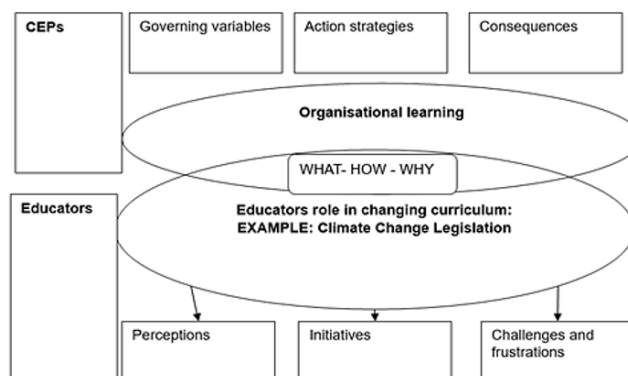 CEPs
Governing variables
Action strategies
Consequences
Organisational learning
WHAT- HOW - WHY
Educators
Educators role in changing curriculum:
EXAMPLE: Climate Change Legislation
Perceptions
Initiatives
Challenges and
frustrations